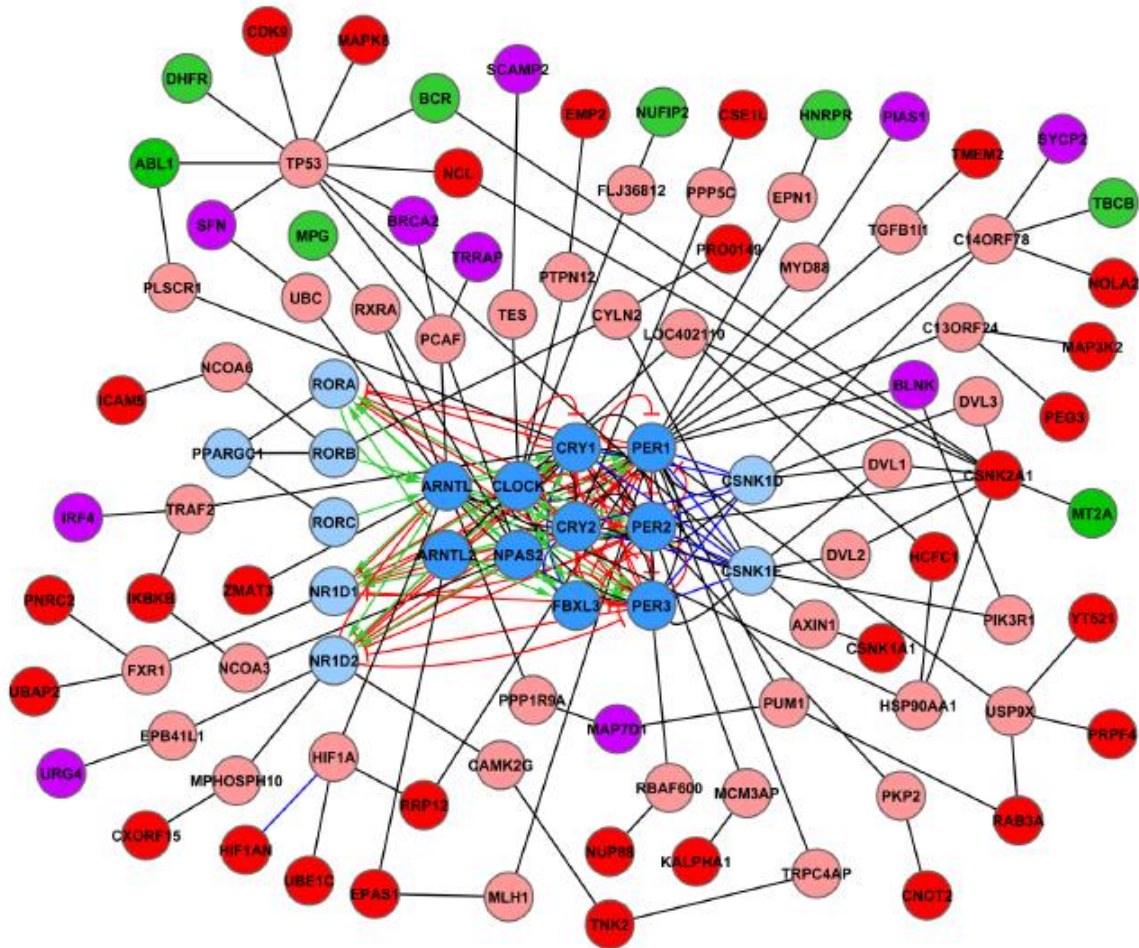 CDK9
MAPK8
SCAMP2
DHFR
BCR
EMP2
NUFIP2
CSE1L
HNRPR
PIAS1
SYCP2
TMEM2
ABL1
TP53
NCL
FLJ36812
PPP5C
EPN1
TBCB
SFN
MPG
BRCA2
TRRAP
PRO0149
MYD88
TGFB1I1
C14ORF78
PLSCR1
UBC
RXRA
PCAF
TES
PTPN12
CYLN2
LOC402110
NOLA2
C13ORF24
MAP3K2
NCOA6
RORA
BLNK
DVL3
PEG3
ICAM5
PPARGC1
RORB
CRY1
PER1
CSNK1D
DVL1
CSNK2A1
ARNTL
CLOCK
IRF4
TRAF2
RORC
CRY2
PER2
MT2A
ARNTL2
NPAS2
CSNK1E
DVL2
HCFC1
PNRC2
IKBKB
ZMAT3
NR1D1
FBXL3
PER3
AXIN1
CSNK1A1
PIK3R1
YT521
UBAP2
FXR1
NCOA3
NR1D2
PPP1R9A
MAP7D1
PUM1
HSP90AA1
USP9X
PRPF4
EPB41L1
URG4
MPHOSPH10
HIF1A
CAMK2G
RBAF600
MCM3AP
PKP2
RRP12
RAB3A
CXORF15
HIF1AN
UBE1C
EPAS1
MLH1
NUP88
KALPHA1
TRPC4AP
CNOT2
TNK2